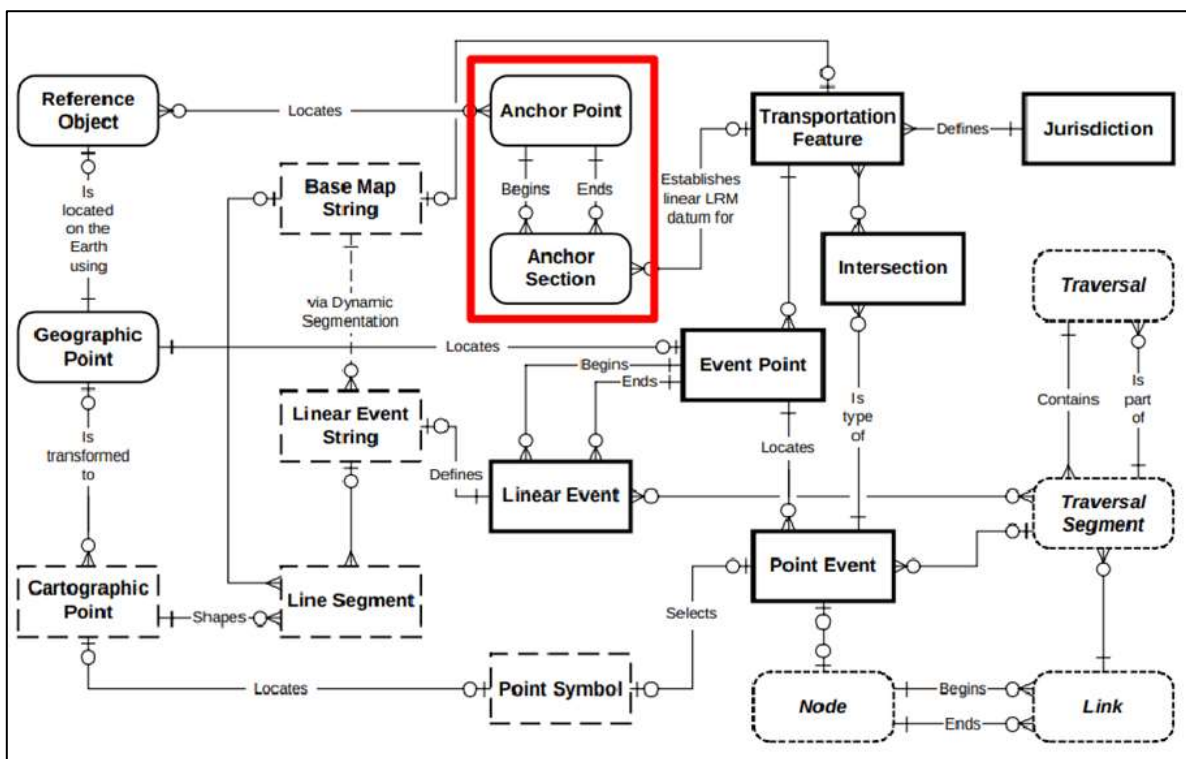 Reference
Object
Locates
Anchor Point
Transportation
Feature
Defines
Jurisdiction
Is
located
on the
Earth
using
Base Map
String
Begins
Ends
Establishes
linear LRM
datum for
Anchor
Section
Intersection
Traversal
via Dynamic
Segmentation
Geographic
Point
Locates
Event Point
Begins
Ends
Is
type
of
Contains
Is
part
of
Is
transformed
to
Linear Event
String
Defines
Linear Event
Locates
Traversal
Segment
Cartographic
Point
Shapes
Line Segment
Point Event
Selects
Locates
Point Symbol
Node
Begins
Ends
Link